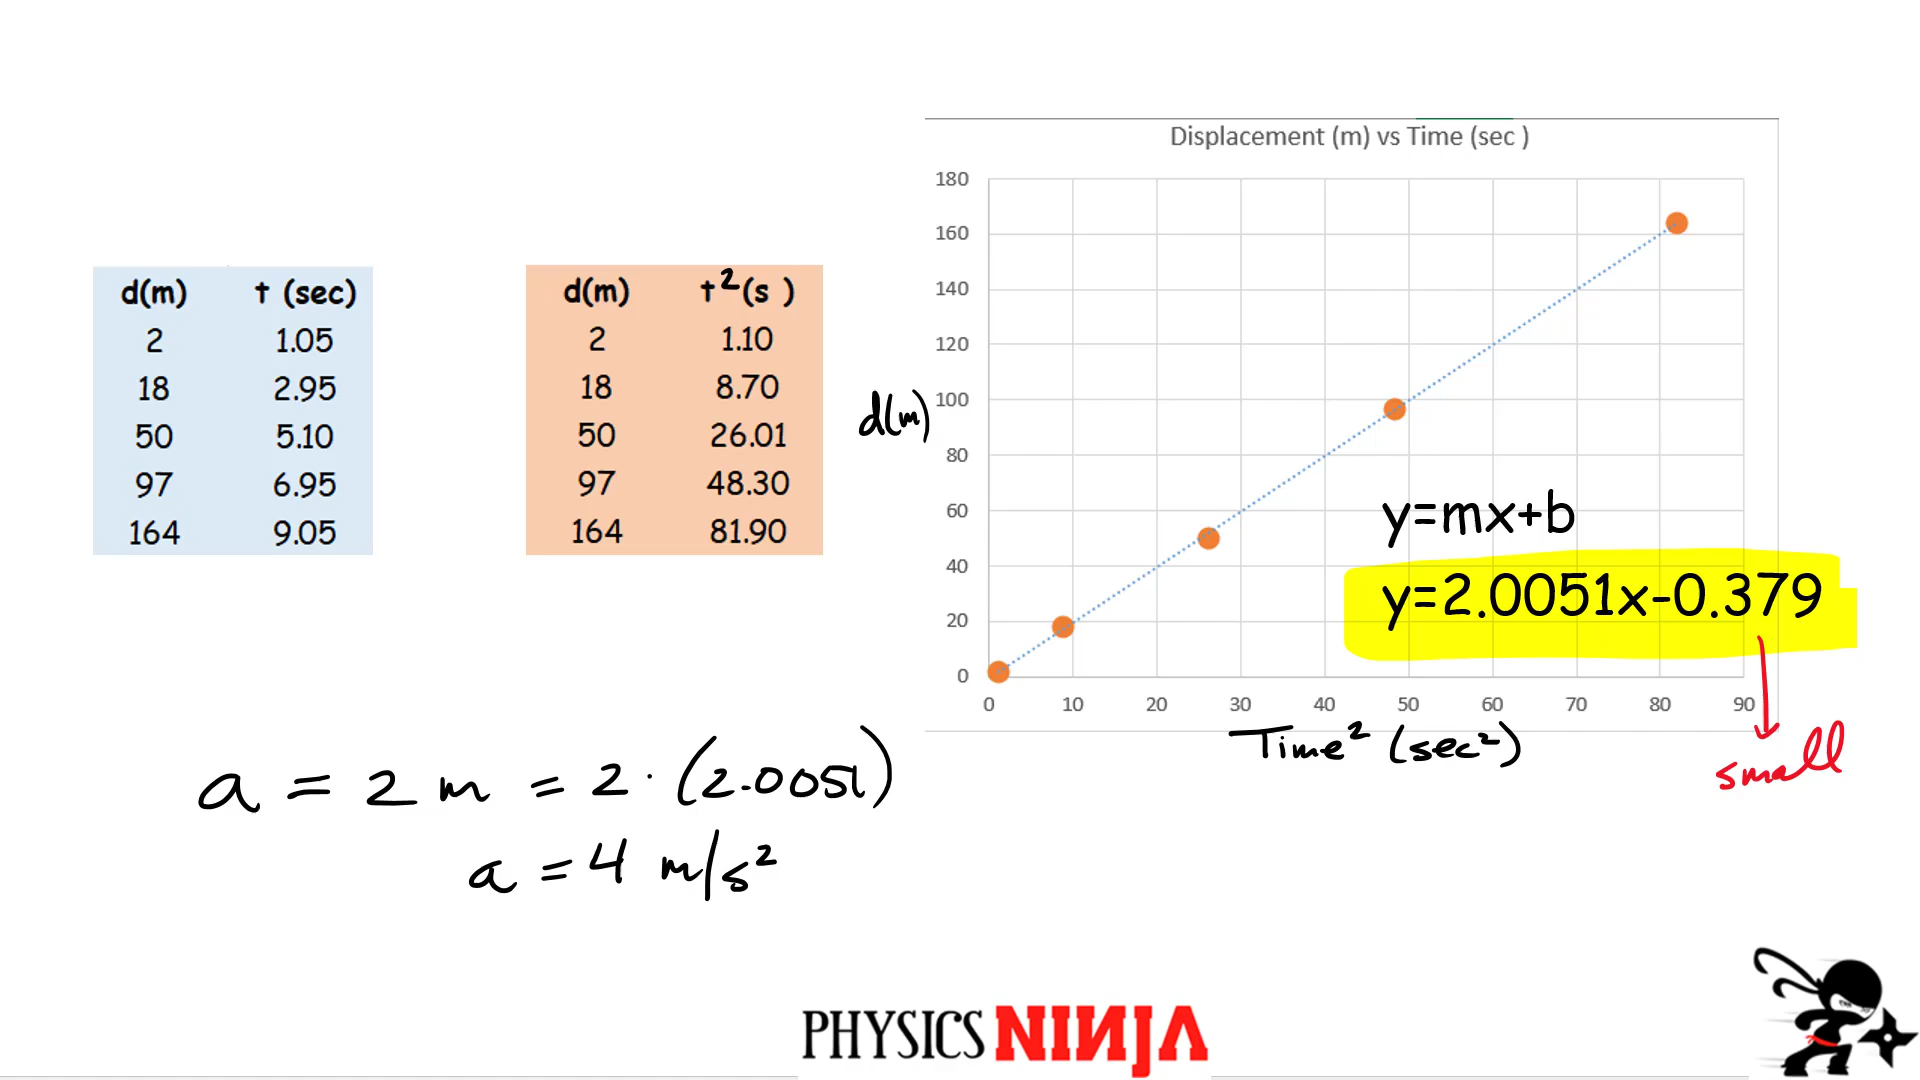 Displacement (m) vs Time (sec )
d(m) t (sec)
2 1.05
18 2.95
50 5.10
97 6.95
164 9.05
d(m) t²(s )
2 1.10
18 8.70
50 26.01
97 48.30
164 81.90
d(m)
180
160
140
120
100
80
60
40
20
0
0 10 20 30 40 50 60 70 80 90
Time² (sec²)
y=mx+b
y=2.0051x-0.379
small
a = 2 m = 2 · (2.0051)
a = 4 m/s²
PHYSICS NINJA